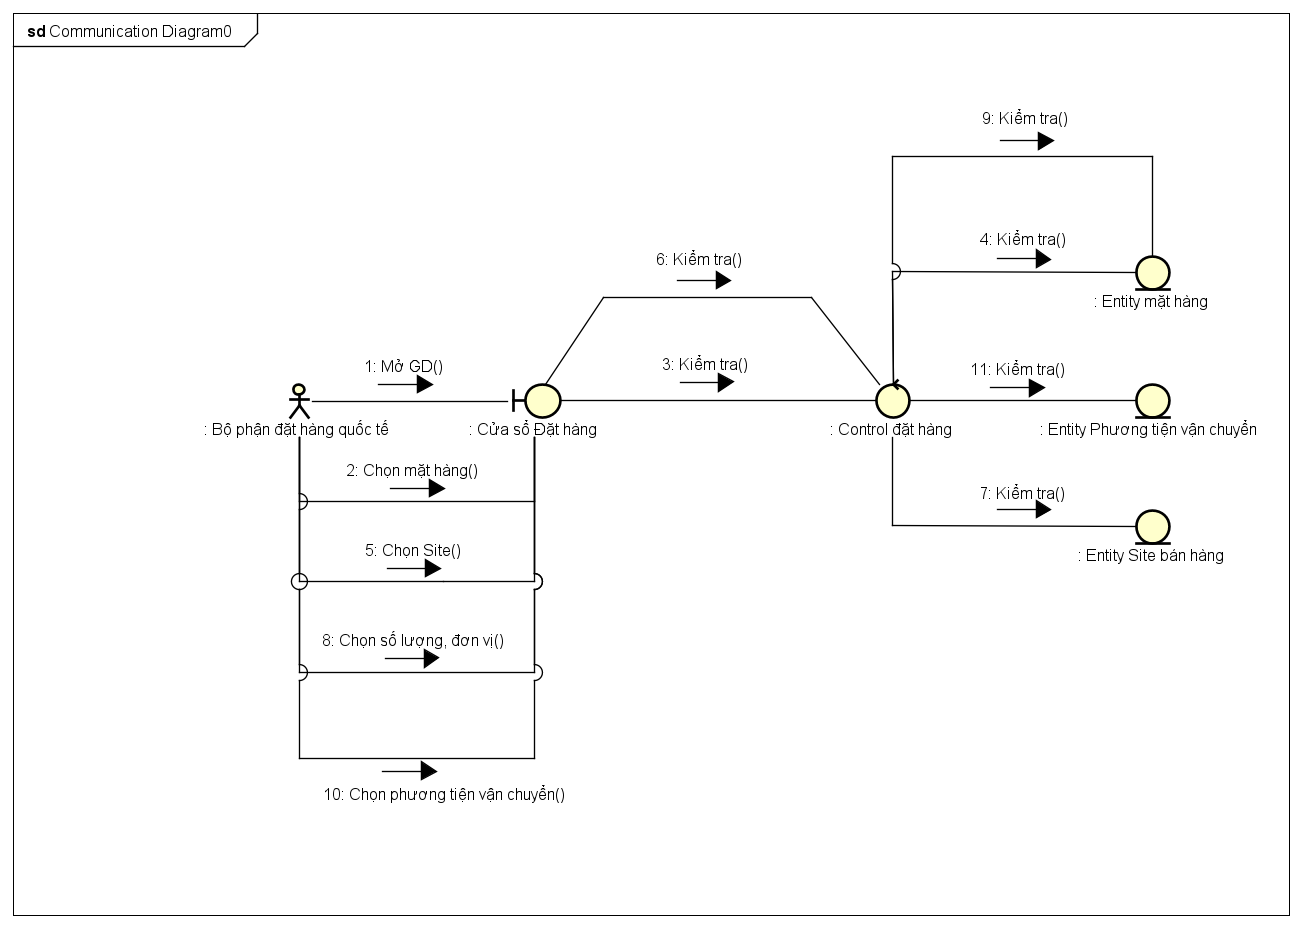 sd Communication Diagram0
9: Kiểm tra()
4: Kiểm tra()
6: Kiểm tra()
: Entity mặt hàng
1: Mở GD()
3: Kiểm tra()
11: Kiểm tra()
: Bộ phận đặt hàng quốc tế
: Cửa sổ Đặt hàng
: Control đặt hàng
: Entity Phương tiện vận chuyển
2: Chọn mặt hàng()
7: Kiểm tra()
5: Chọn Site()
: Entity Site bán hàng
8: Chọn số lượng, đơn vị()
10: Chọn phương tiện vận chuyển()